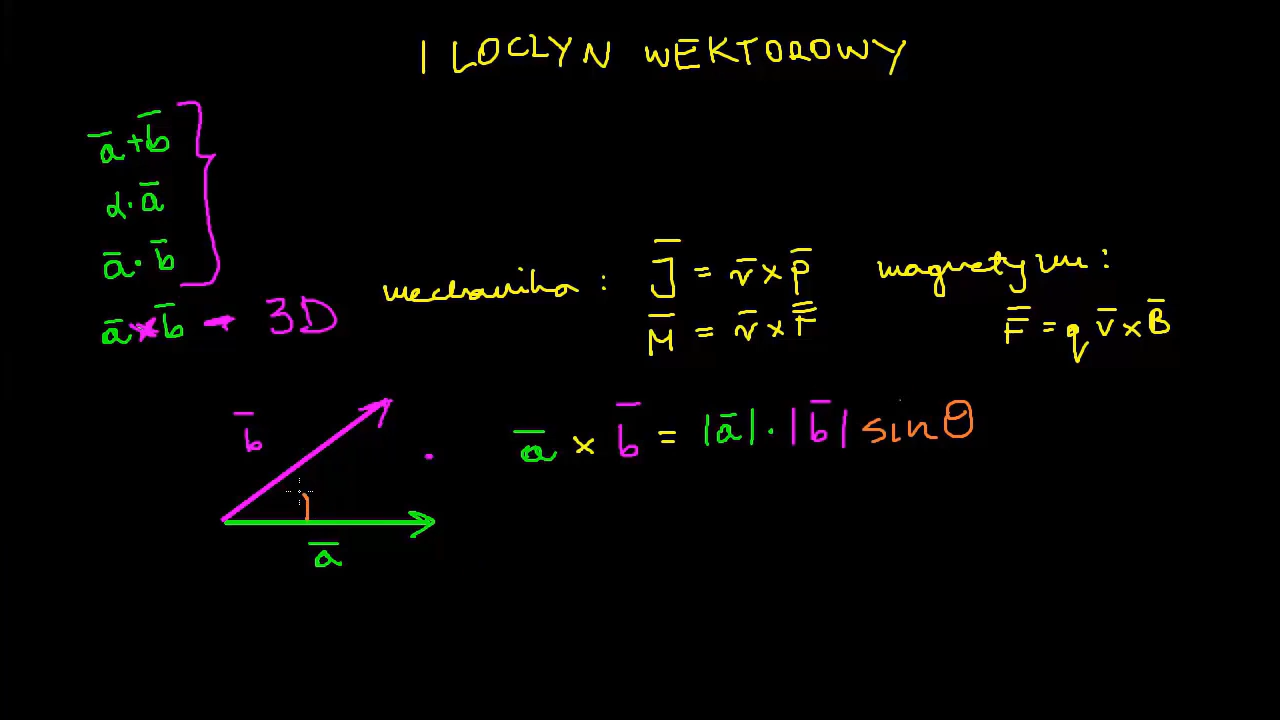 ILOCZYN WEKTOROWY
a̅ + b̅
α · a̅
a̅ · b̅
a̅ × b̅ → 3D
mechanika :
J̅ = r̅ × p̅
M̅ = r̅ × F̅
magnetyzm :
F̅ = q v̅ × B̅
b̅
a̅
a̅ × b̅ = |a̅| · |b̅| sin θ